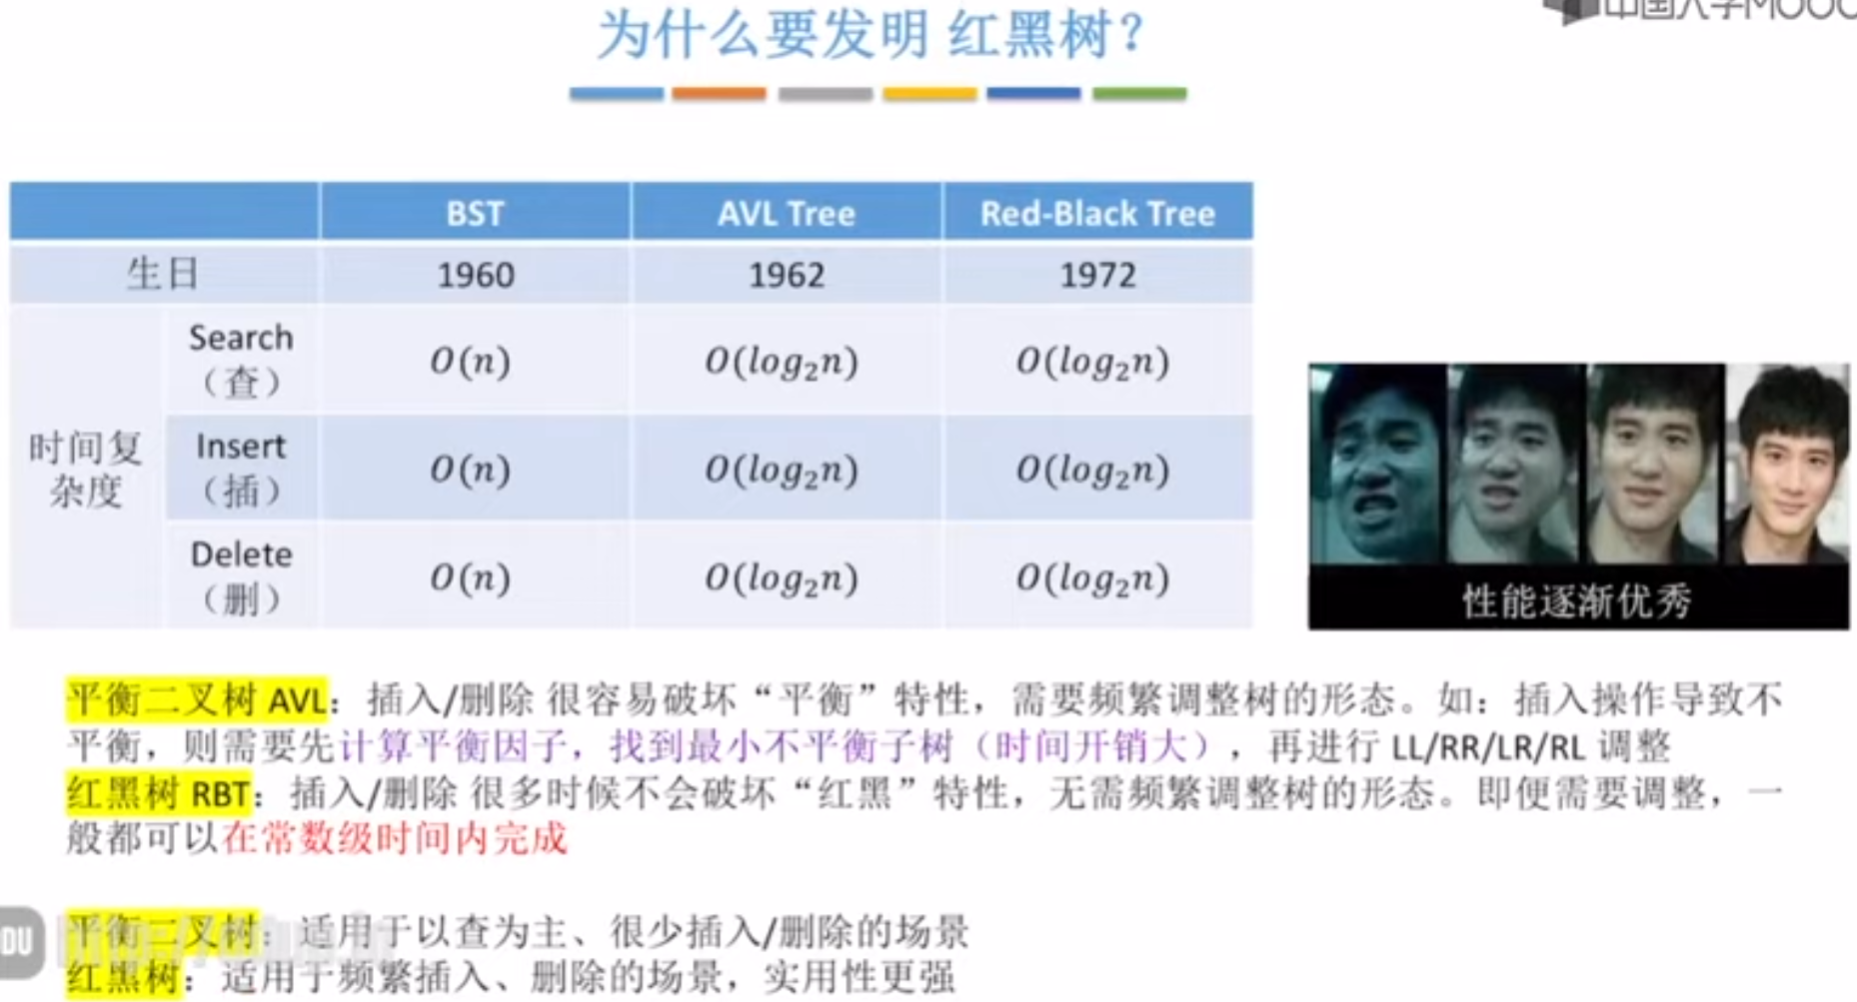 中国大学MOOC
为什么要发明 红黑树？
BST AVL Tree Red-Black Tree
生日 1960 1962 1972
时间复杂度
Search（查） O(n) O(log₂n) O(log₂n)
Insert（插） O(n) O(log₂n) O(log₂n)
Delete（删） O(n) O(log₂n) O(log₂n)
性能逐渐优秀
平衡二叉树 AVL：插入/删除 很容易破坏“平衡”特性，需要频繁调整树的形态。如：插入操作导致不
平衡，则需要先计算平衡因子，找到最小不平衡子树（时间开销大），再进行 LL/RR/LR/RL 调整
红黑树 RBT：插入/删除 很多时候不会破坏“红黑”特性，无需频繁调整树的形态。即便需要调整，一
般都可以在常数级时间内完成
平衡二叉树：适用于以查为主、很少插入/删除的场景
红黑树：适用于频繁插入、删除的场景，实用性更强